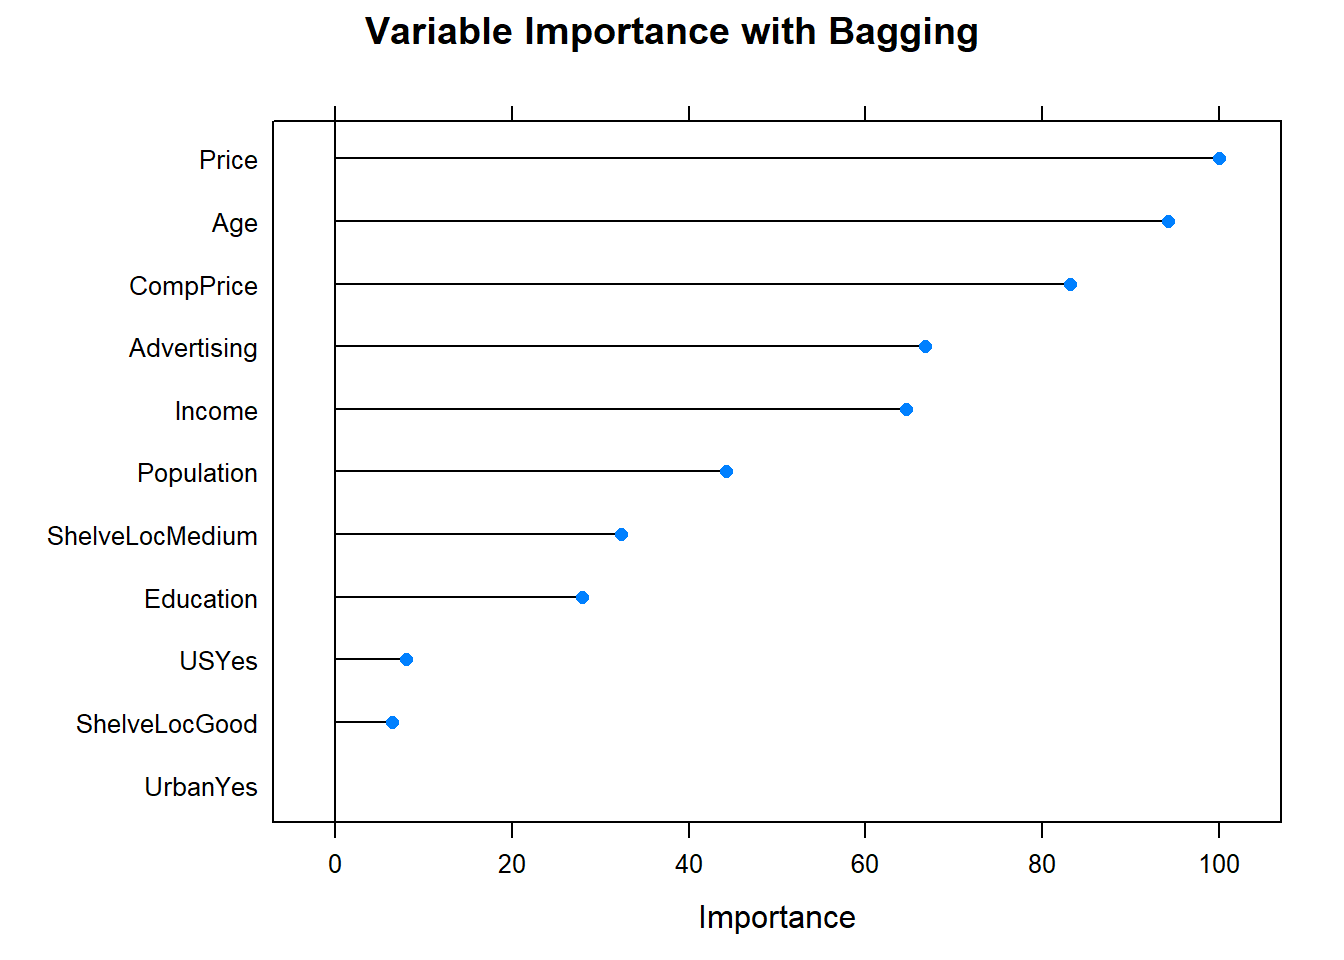 Variable Importance with Bagging
Price
Age
CompPrice
Advertising
Income
Population
ShelveLocMedium
Education
USYes
ShelveLocGood
UrbanYes
0 20 40 60 80 100
Importance